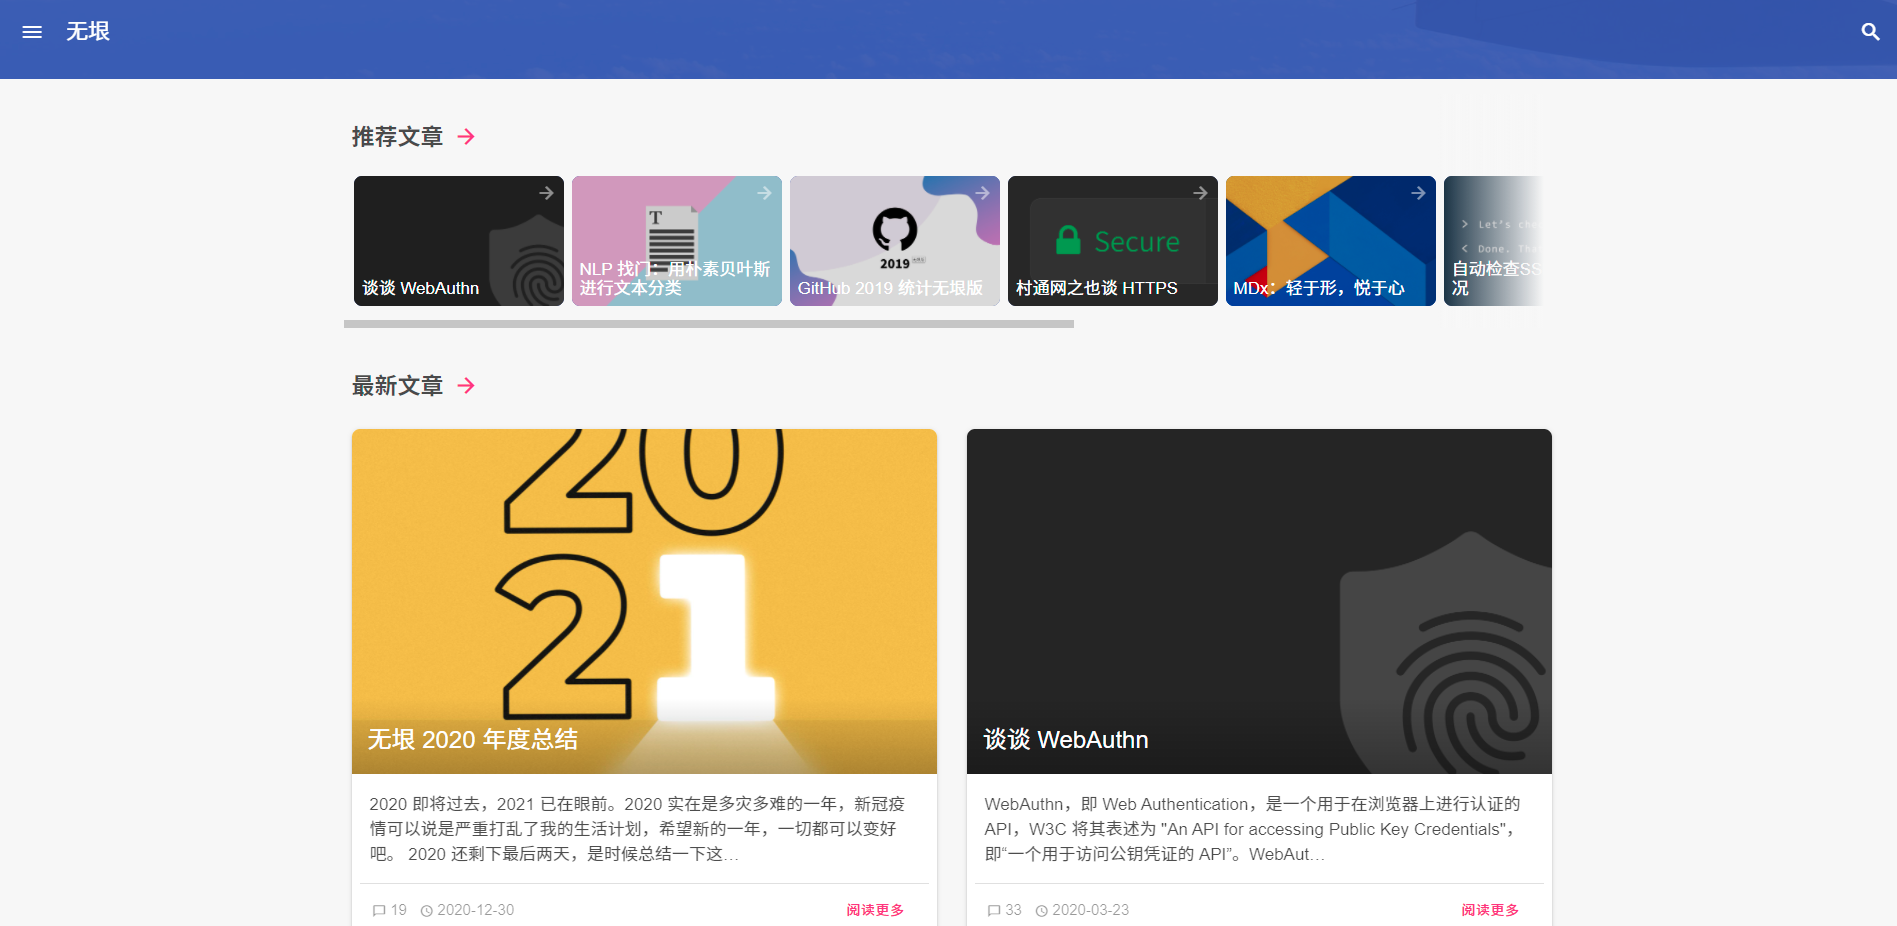 无垠
推荐文章
谈谈 WebAuthn
T
NLP 找门：用朴素贝叶斯
进行文本分类
2019
GitHub 2019 统计无垠版
Secure
村通网之也谈 HTTPS
MDx：轻于形，悦于心
> Let's che
< Done. Tha
自动检查SS
况
最新文章
20
21
无垠 2020 年度总结
2020 即将过去，2021 已在眼前。2020 实在是多灾多难的一年，新冠疫
情可以说是严重打乱了我的生活计划，希望新的一年，一切都可以变好
吧。 2020 还剩下最后两天，是时候总结一下这…
19 2020-12-30 阅读更多
谈谈 WebAuthn
WebAuthn，即 Web Authentication，是一个用于在浏览器上进行认证的
API，W3C 将其表述为 "An API for accessing Public Key Credentials"，
即“一个用于访问公钥凭证的 API”。WebAut…
33 2020-03-23 阅读更多